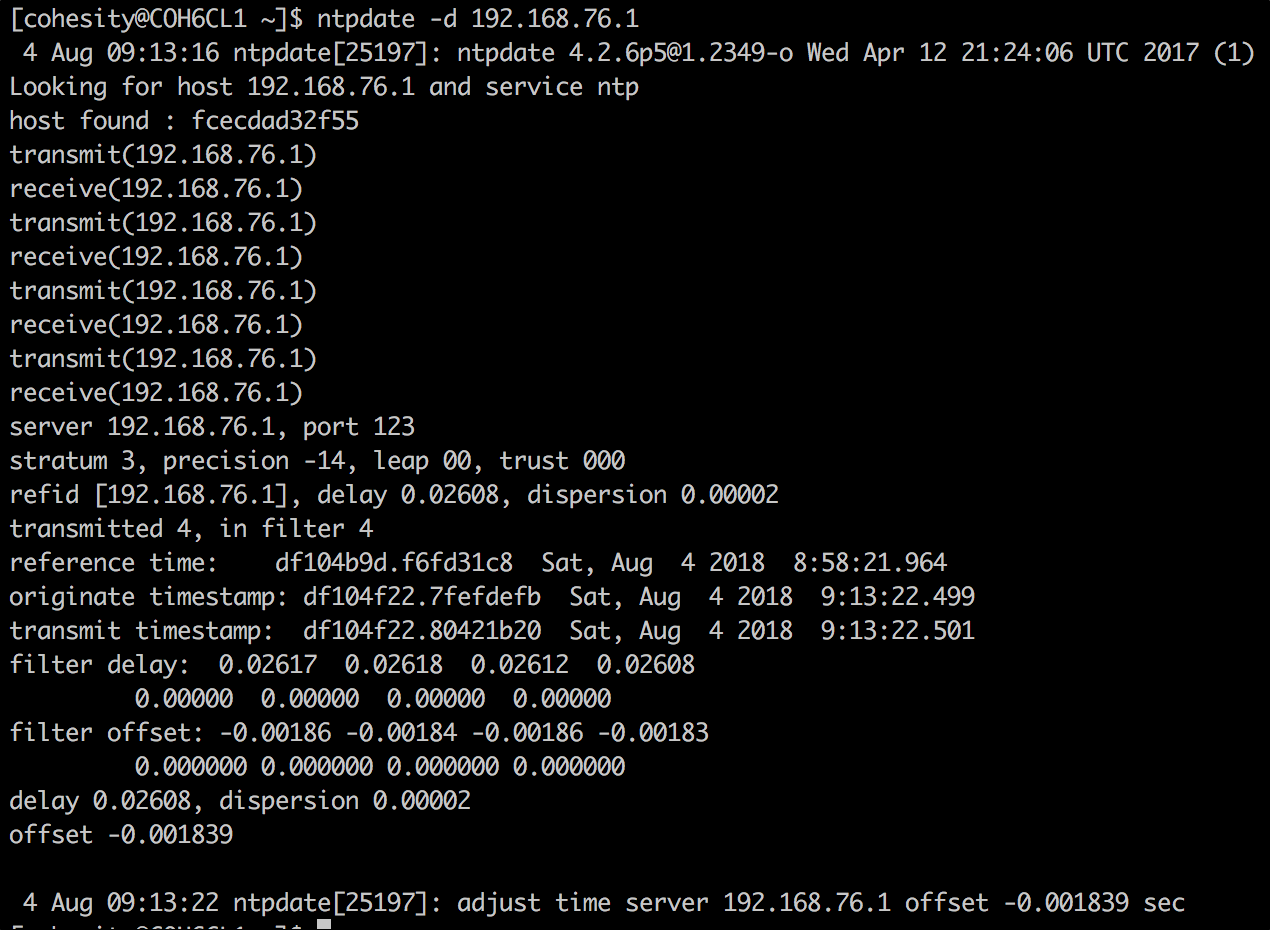 [cohesity@COH6CL1 ~]$ ntpdate -d 192.168.76.1
 4 Aug 09:13:16 ntpdate[25197]: ntpdate 4.2.6p5@1.2349-o Wed Apr 12 21:24:06 UTC 2017 (1)
Looking for host 192.168.76.1 and service ntp
host found : fcecdad32f55
transmit(192.168.76.1)
receive(192.168.76.1)
transmit(192.168.76.1)
receive(192.168.76.1)
transmit(192.168.76.1)
receive(192.168.76.1)
transmit(192.168.76.1)
receive(192.168.76.1)
server 192.168.76.1, port 123
stratum 3, precision -14, leap 00, trust 000
refid [192.168.76.1], delay 0.02608, dispersion 0.00002
transmitted 4, in filter 4
reference time:    df104b9d.f6fd31c8  Sat, Aug  4 2018  8:58:21.964
originate timestamp: df104f22.7fefdefb  Sat, Aug  4 2018  9:13:22.499
transmit timestamp:  df104f22.80421b20  Sat, Aug  4 2018  9:13:22.501
filter delay:  0.02617  0.02618  0.02612  0.02608
         0.00000  0.00000  0.00000  0.00000
filter offset: -0.00186 -0.00184 -0.00186 -0.00183
         0.000000 0.000000 0.000000 0.000000
delay 0.02608, dispersion 0.00002
offset -0.001839
 4 Aug 09:13:22 ntpdate[25197]: adjust time server 192.168.76.1 offset -0.001839 sec